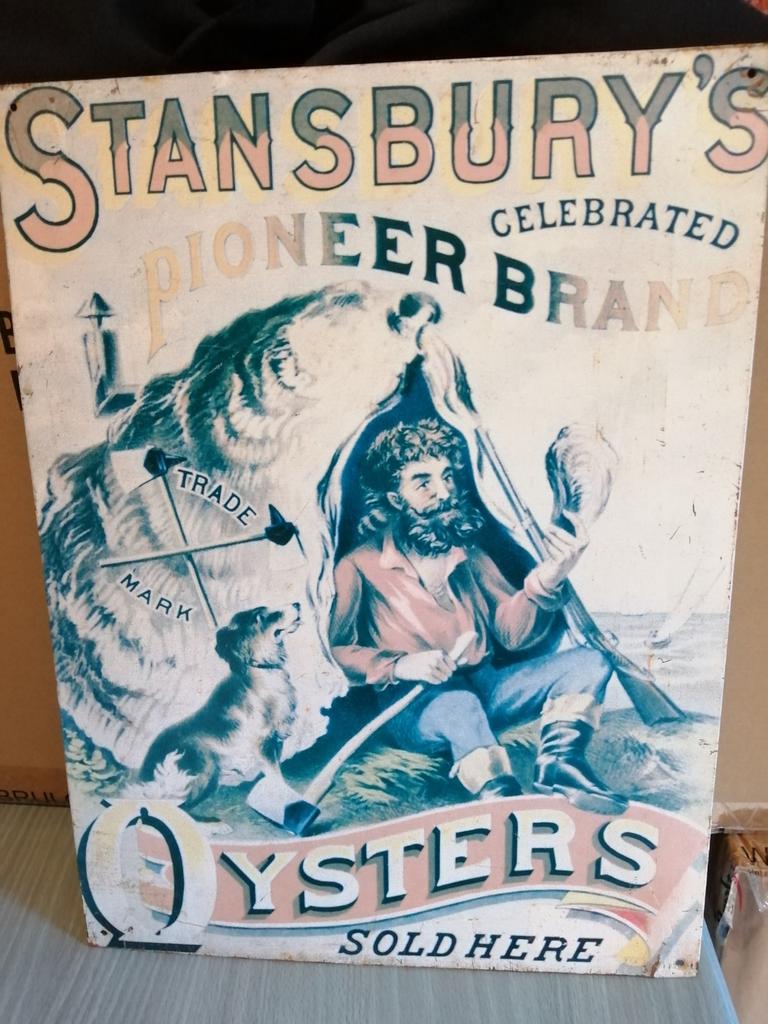 STANSBURY'S
CELEBRATED
PIONEER BRAND
TRADE
MARK
OYSTERS
SOLD HERE